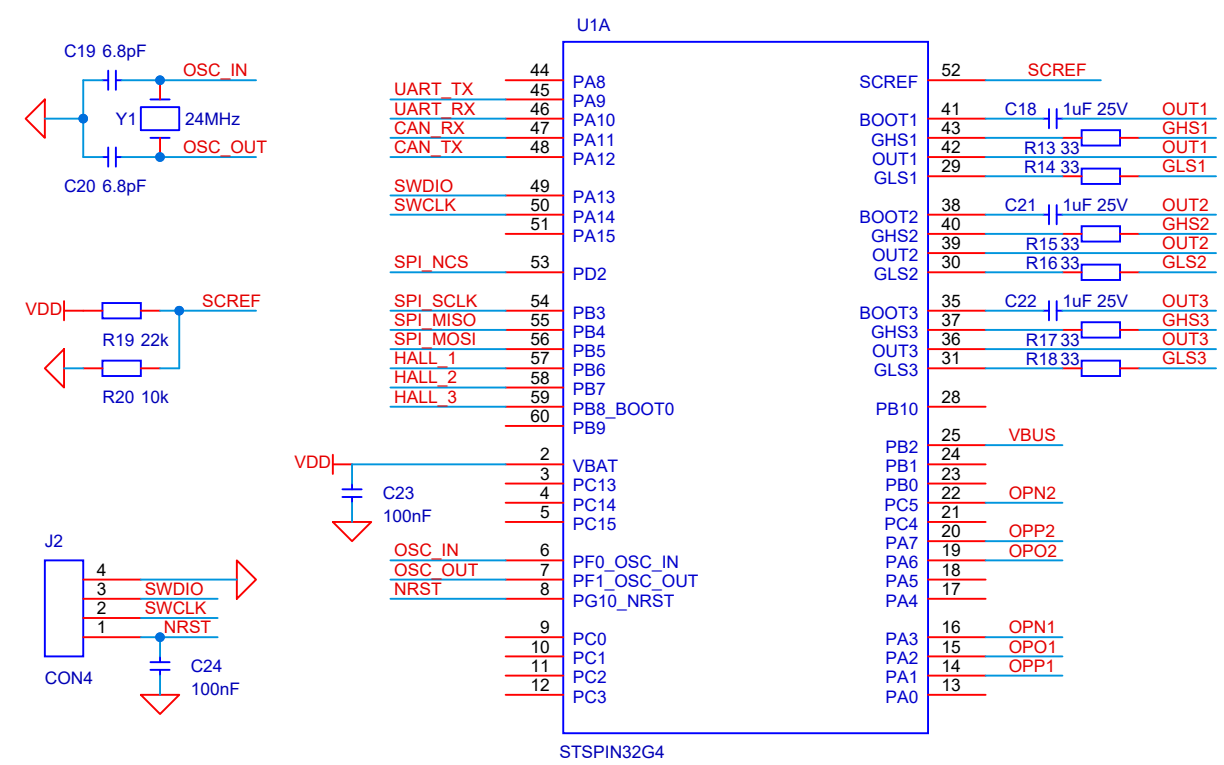 U1A
C19 6.8pF
OSC_IN
Y1
24MHz
OSC_OUT
C20 6.8pF
VDD
SCREF
R19 22k
R20 10k
J2
4
3 SWDIO
2 SWCLK
1 NRST
CON4
C24
100nF
44 PA8
UART_TX 45 PA9
UART_RX 46 PA10
CAN_RX 47 PA11
CAN_TX 48 PA12
SWDIO 49 PA13
SWCLK 50 PA14
51 PA15
SPI_NCS 53 PD2
SPI_SCLK 54 PB3
SPI_MISO 55 PB4
SPI_MOSI 56 PB5
HALL_1 57 PB6
HALL_2 58 PB7
HALL_3 59 PB8_BOOT0
60 PB9
VDD 2 VBAT
C23
100nF
3 PC13
4 PC14
5 PC15
OSC_IN 6 PF0_OSC_IN
OSC_OUT 7 PF1_OSC_OUT
NRST 8 PG10_NRST
9 PC0
10 PC1
11 PC2
12 PC3
SCREF 52 SCREF
BOOT1 41 C18 1uF 25V OUT1
GHS1 43 GHS1
OUT1 42 R13 33 OUT1
GLS1 29 R14 33 GLS1
BOOT2 38 C21 1uF 25V OUT2
GHS2 40 GHS2
OUT2 39 R15 33 OUT2
GLS2 30 R16 33 GLS2
BOOT3 35 C22 1uF 25V OUT3
GHS3 37 GHS3
OUT3 36 R17 33 OUT3
GLS3 31 R18 33 GLS3
PB10 28
PB2 25 VBUS
PB1 24
PB0 23
PC5 22 OPN2
PC4 21
PA7 20 OPP2
PA6 19 OPO2
PA5 18
PA4 17
PA3 16 OPN1
PA2 15 OPO1
PA1 14 OPP1
PA0 13
STSPIN32G4